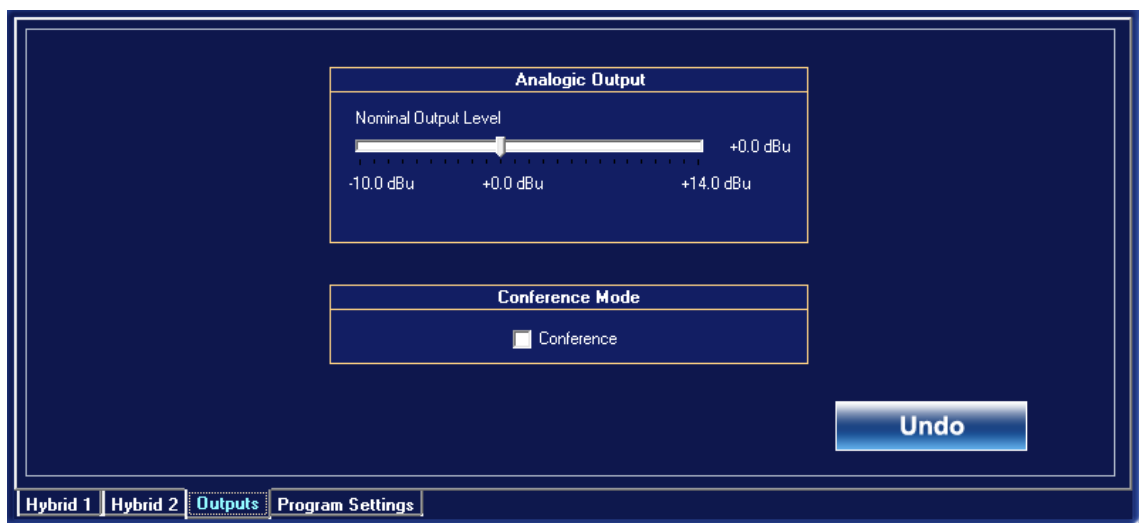 Analogic Output
Nominal Output Level
+0.0 dBu
-10.0 dBu +0.0 dBu +14.0 dBu
Conference Mode
Conference
Undo
Hybrid 1 Hybrid 2 Outputs Program Settings